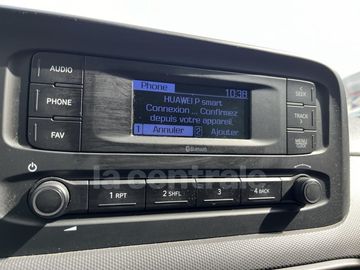 Phone 10:38
HUAWEI P smart
Connexion ... Confirmez
depuis votre appareil.
1 Annuler 2 Ajouter
AUDIO
PHONE
FAV
SEEK
TRACK
MENU
Bluetooth
la centrale
1 RPT
2 SHFL
3
4 BACK